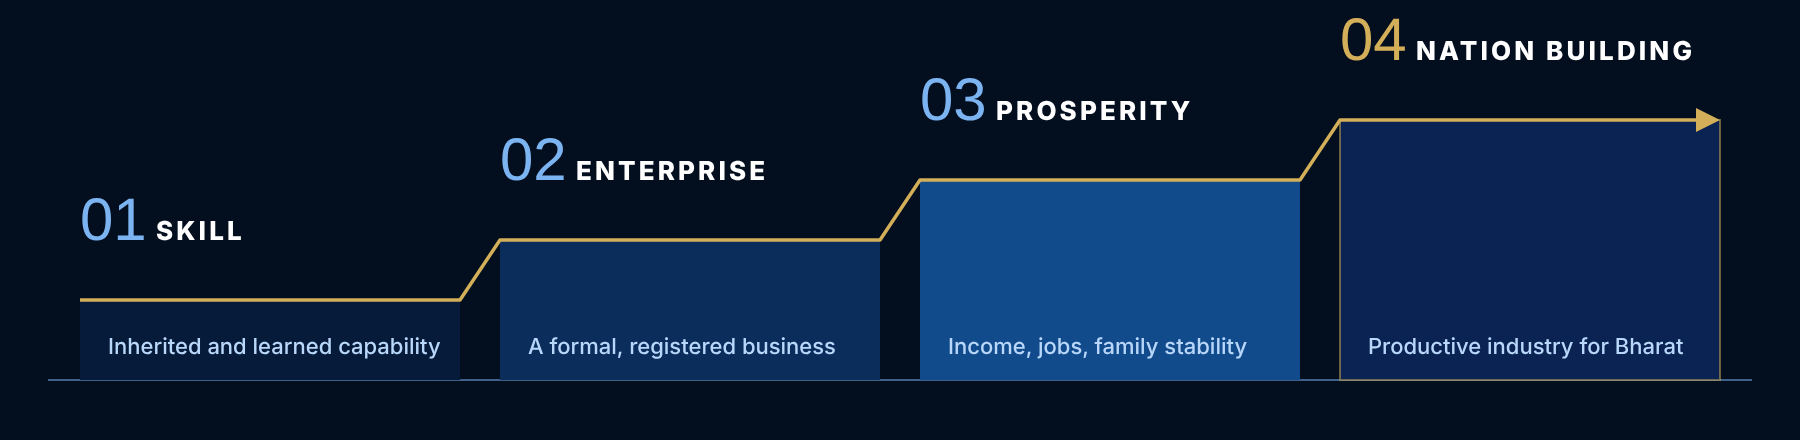 01 SKILL
Inherited and learned capability
02 ENTERPRISE
A formal, registered business
03 PROSPERITY
Income, jobs, family stability
04 NATION BUILDING
Productive industry for Bharat